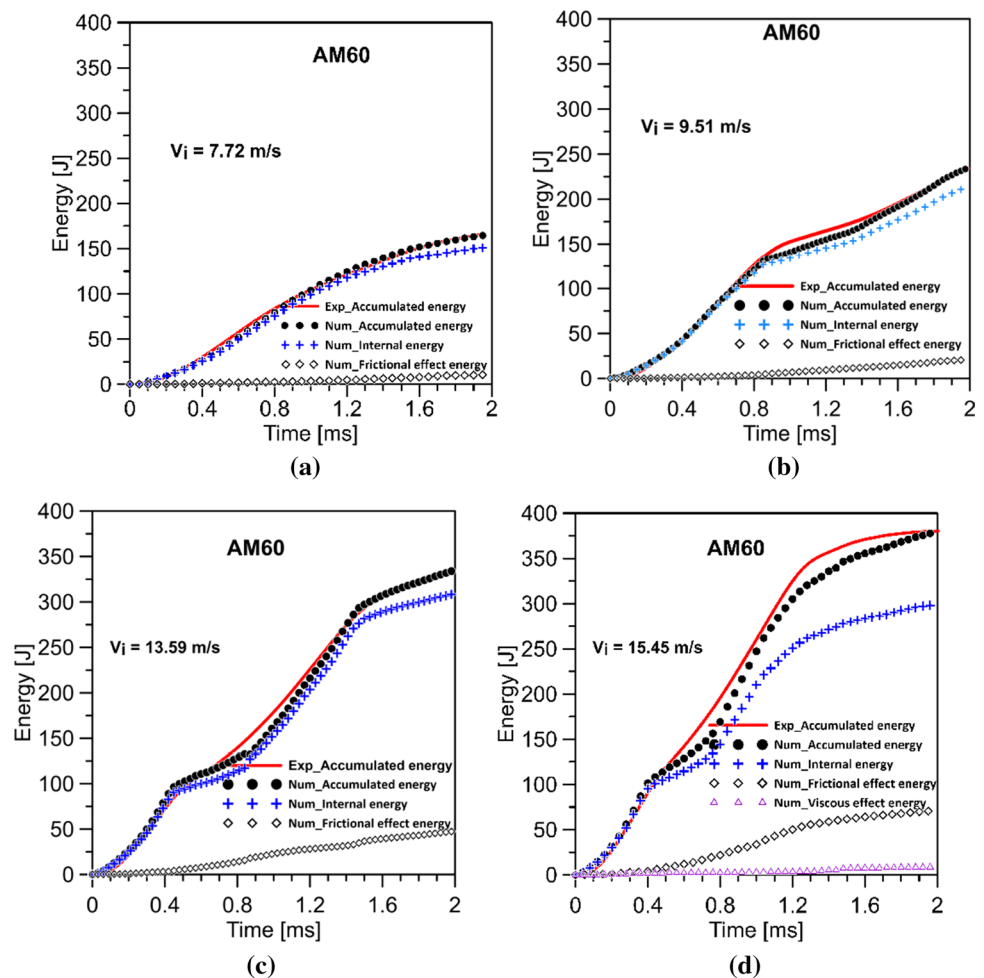 AM60
Vi = 7.72 m/s
Energy [J]
400
350
300
250
200
150
100
50
0
Exp_Accumulated energy
Num_Accumulated energy
Num_Internal energy
Num_Frictional effect energy
0 0.4 0.8 1.2 1.6 2
Time [ms]
(a)
AM60
Vi = 9.51 m/s
Energy [J]
400
350
300
250
200
150
100
50
0
Exp_Accumulated energy
Num_Accumulated energy
Num_Internal energy
Num_Frictional effect energy
0 0.4 0.8 1.2 1.6 2
Time [ms]
(b)
AM60
Vi = 13.59 m/s
Energy [J]
400
350
300
250
200
150
100
50
0
Exp_Accumulated energy
Num_Accumulated energy
Num_Internal energy
Num_Frictional effect energy
0 0.4 0.8 1.2 1.6 2
Time [ms]
(c)
AM60
Vi = 15.45 m/s
Energy [J]
400
350
300
250
200
150
100
50
0
Exp_Accumulated energy
Num_Accumulated energy
Num_Internal energy
Num_Frictional effect energy
Num_Viscous effect energy
0 0.4 0.8 1.2 1.6 2
Time [ms]
(d)